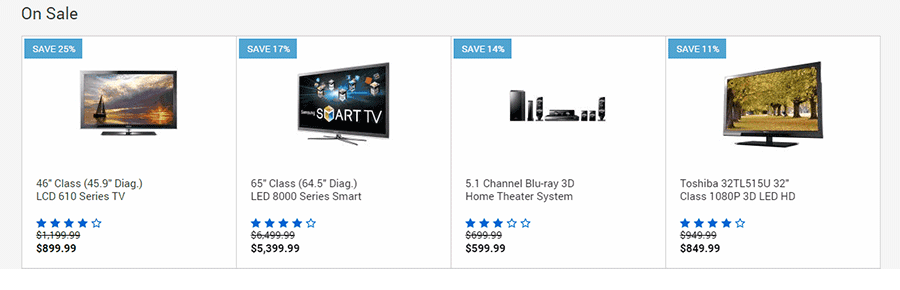 On Sale
SAVE 25%
SAVE 17%
SAVE 14%
SAVE 11%
Samsung SMART TV
46" Class (45.9" Diag.)
LCD 610 Series TV
$1,199.99
$899.99
65" Class (64.5" Diag.)
LED 8000 Series Smart
$6,499.99
$5,399.99
5.1 Channel Blu-ray 3D
Home Theater System
$699.99
$599.99
Toshiba 32TL515U 32"
Class 1080P 3D LED HD
$949.99
$849.99